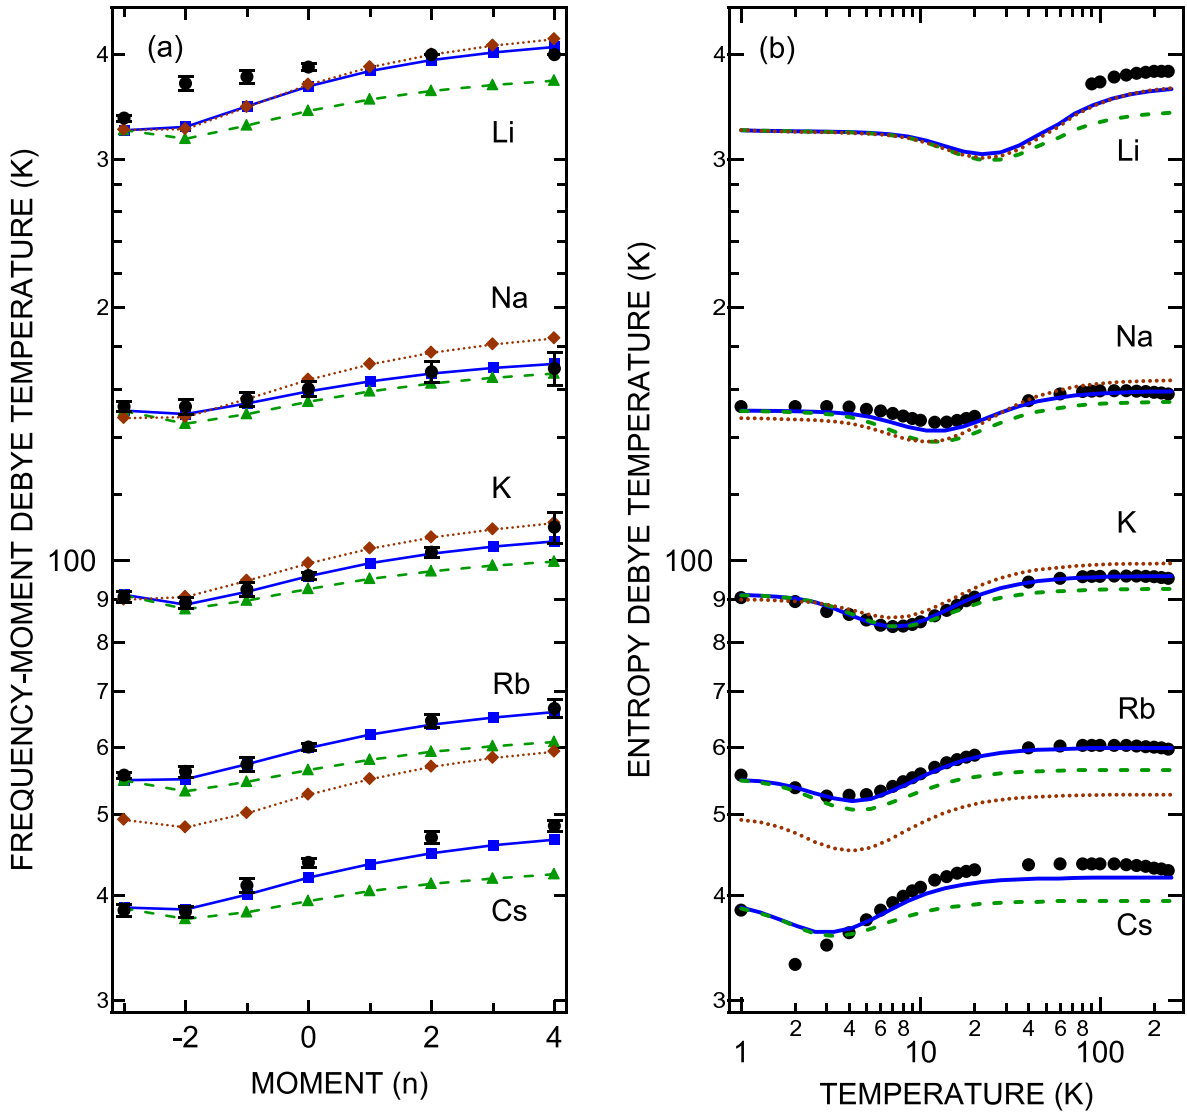 (a)
Li
Na
K
Rb
Cs
4
3
2
100
9
8
7
6
5
4
3
-2
0
2
4
MOMENT (n)
FREQUENCY-MOMENT DEBYE TEMPERATURE (K)
(b)
Li
Na
K
Rb
Cs
4
3
2
100
9
8
7
6
5
4
3
1
2
4
6
8
10
2
4
6
8
100
2
TEMPERATURE (K)
ENTROPY DEBYE TEMPERATURE (K)